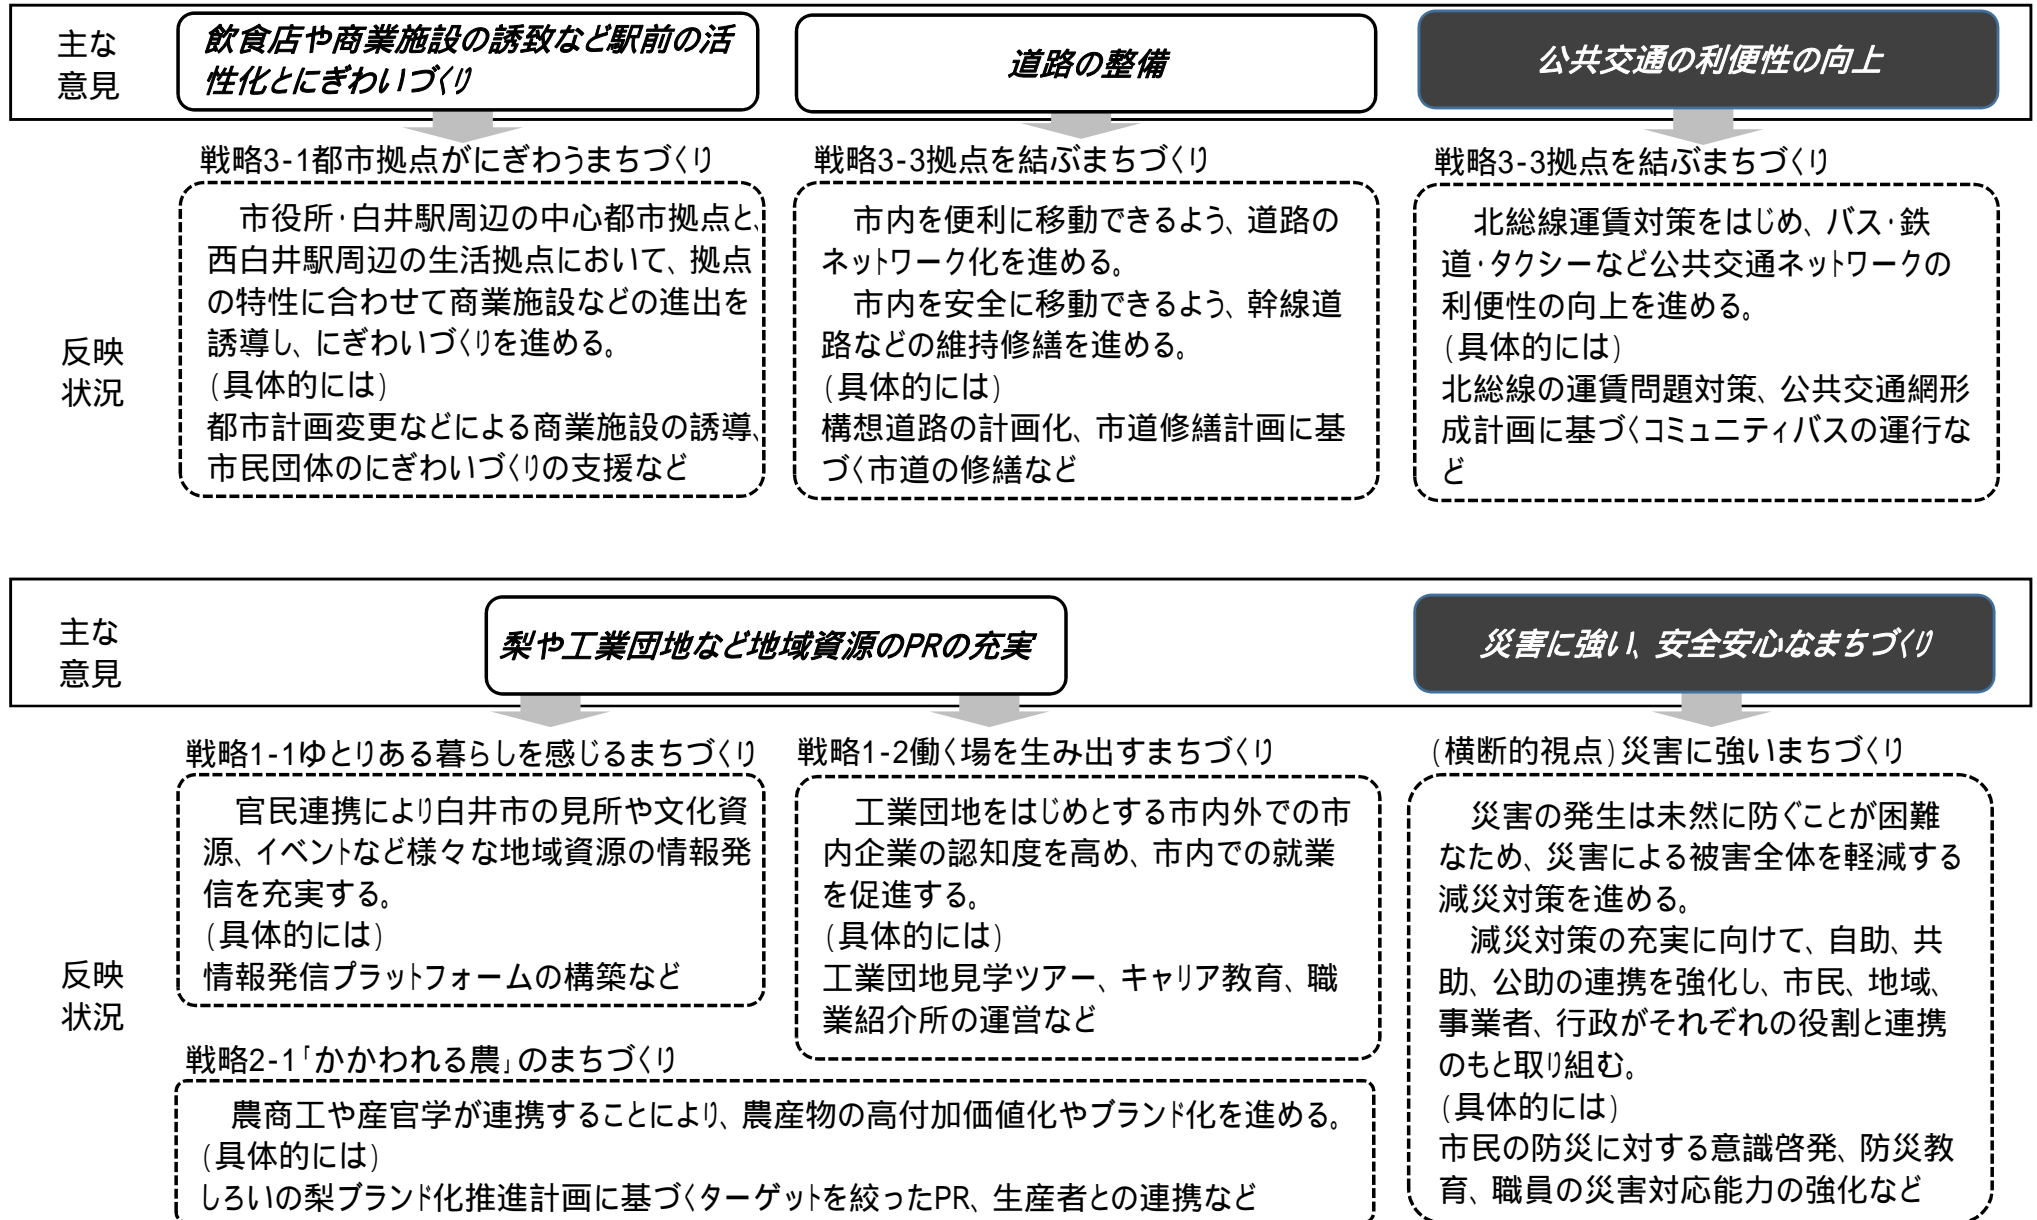 主な
意見
飲食店や商業施設の誘致など駅前の活
性化とにぎわいづくり
道路の整備
公共交通の利便性の向上
反映
状況
戦略3-1都市拠点がにぎわうまちづくり
市役所・白井駅周辺の中心都市拠点と、
西白井駅周辺の生活拠点において、拠点
の特性に合わせて商業施設などの進出を
誘導し、にぎわいづくりを進める。
(具体的には)
都市計画変更などによる商業施設の誘導、
市民団体のにぎわいづくりの支援など
戦略3-3拠点を結ぶまちづくり
市内を便利に移動できるよう、道路の
ネットワーク化を進める。
市内を安全に移動できるよう、幹線道
路などの維持修繕を進める。
(具体的には)
構想道路の計画化、市道修繕計画に基
づく市道の修繕など
戦略3-3拠点を結ぶまちづくり
北総線運賃対策をはじめ、バス・鉄
道・タクシーなど公共交通ネットワークの
利便性の向上を進める。
(具体的には)
北総線の運賃問題対策、公共交通網形
成計画に基づくコミュニティバスの運行な
ど
主な
意見
梨や工業団地など地域資源のPRの充実
災害に強い、安全安心なまちづくり
反映
状況
戦略1-1ゆとりある暮らしを感じるまちづくり
官民連携により白井市の見所や文化資
源、イベントなど様々な地域資源の情報発
信を充実する。
(具体的には)
情報発信プラットフォームの構築など
戦略1-2働く場を生み出すまちづくり
工業団地をはじめとする市内外での市
内企業の認知度を高め、市内での就業
を促進する。
(具体的には)
工業団地見学ツアー、キャリア教育、職
業紹介所の運営など
戦略2-1「かかわれる農」のまちづくり
農商工や産官学が連携することにより、農産物の高付加価値化やブランド化を進める。
(具体的には)
しろいの梨ブランド化推進計画に基づくターゲットを絞ったPR、生産者との連携など
(横断的視点)災害に強いまちづくり
災害の発生は未然に防ぐことが困難
なため、災害による被害全体を軽減する
減災対策を進める。
減災対策の充実に向けて、自助、共
助、公助の連携を強化し、市民、地域、
事業者、行政がそれぞれの役割と連携
のもと取り組む。
(具体的には)
市民の防災に対する意識啓発、防災教
育、職員の災害対応能力の強化など